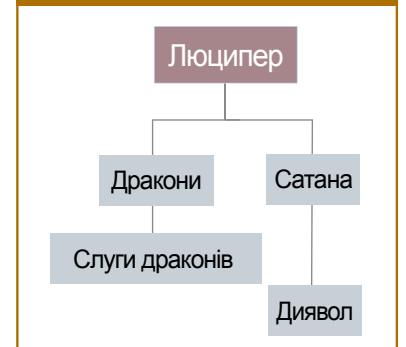 Люципер
Дракони
Сатана
Слуги драконів
Диявол